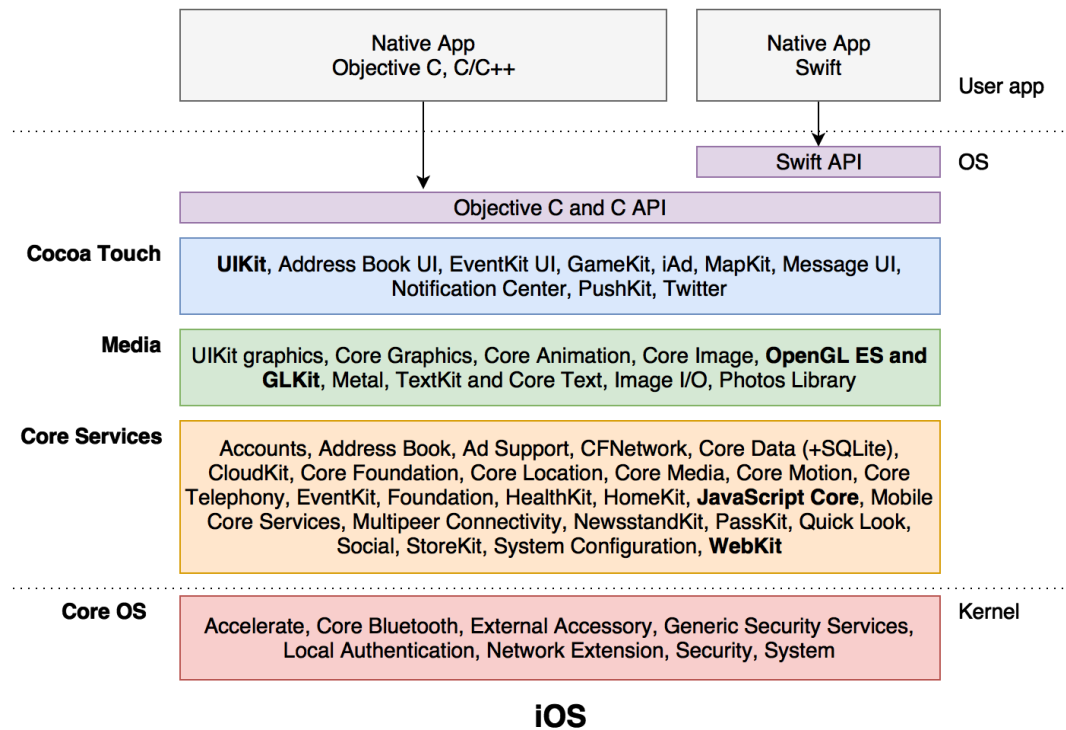 Native App
Objective C, C/C++
Native App
Swift
User app
Swift API
OS
Objective C and C API
Cocoa Touch
UIKit, Address Book UI, EventKit UI, GameKit, iAd, MapKit, Message UI,
Notification Center, PushKit, Twitter
Media
UIKit graphics, Core Graphics, Core Animation, Core Image, OpenGL ES and
GLKit, Metal, TextKit and Core Text, Image I/O, Photos Library
Core Services
Accounts, Address Book, Ad Support, CFNetwork, Core Data (+SQLite),
CloudKit, Core Foundation, Core Location, Core Media, Core Motion, Core
Telephony, EventKit, Foundation, HealthKit, HomeKit, JavaScript Core, Mobile
Core Services, Multipeer Connectivity, NewsstandKit, PassKit, Quick Look,
Social, StoreKit, System Configuration, WebKit
Core OS
Kernel
Accelerate, Core Bluetooth, External Accessory, Generic Security Services,
Local Authentication, Network Extension, Security, System
iOS